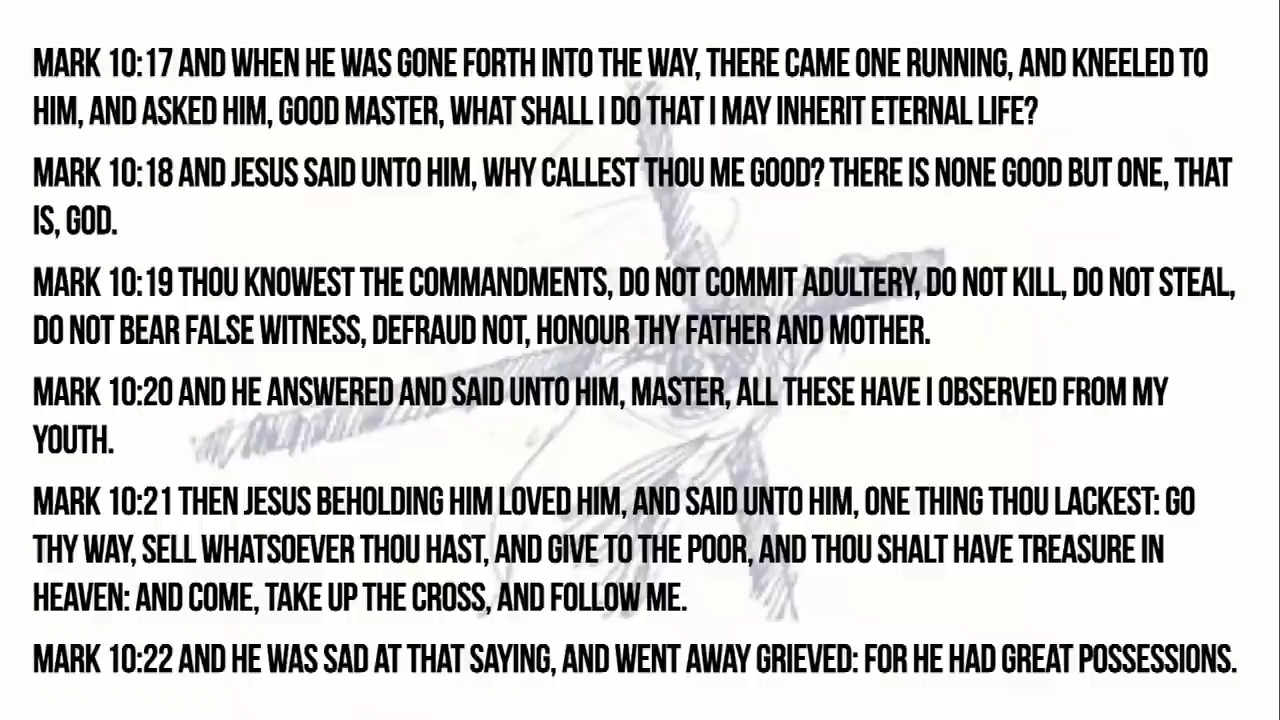 MARK 10:17 AND WHEN HE WAS GONE FORTH INTO THE WAY, THERE CAME ONE RUNNING, AND KNEELED TO
HIM, AND ASKED HIM, GOOD MASTER, WHAT SHALL I DO THAT I MAY INHERIT ETERNAL LIFE?
MARK 10:18 AND JESUS SAID UNTO HIM, WHY CALLEST THOU ME GOOD? THERE IS NONE GOOD BUT ONE, THAT
IS, GOD.
MARK 10:19 THOU KNOWEST THE COMMANDMENTS, DO NOT COMMIT ADULTERY, DO NOT KILL, DO NOT STEAL,
DO NOT BEAR FALSE WITNESS, DEFRAUD NOT, HONOUR THY FATHER AND MOTHER.
MARK 10:20 AND HE ANSWERED AND SAID UNTO HIM, MASTER, ALL THESE HAVE I OBSERVED FROM MY
YOUTH.
MARK 10:21 THEN JESUS BEHOLDING HIM LOVED HIM, AND SAID UNTO HIM, ONE THING THOU LACKEST: GO
THY WAY, SELL WHATSOEVER THOU HAST, AND GIVE TO THE POOR, AND THOU SHALT HAVE TREASURE IN
HEAVEN: AND COME, TAKE UP THE CROSS, AND FOLLOW ME.
MARK 10:22 AND HE WAS SAD AT THAT SAYING, AND WENT AWAY GRIEVED: FOR HE HAD GREAT POSSESSIONS.